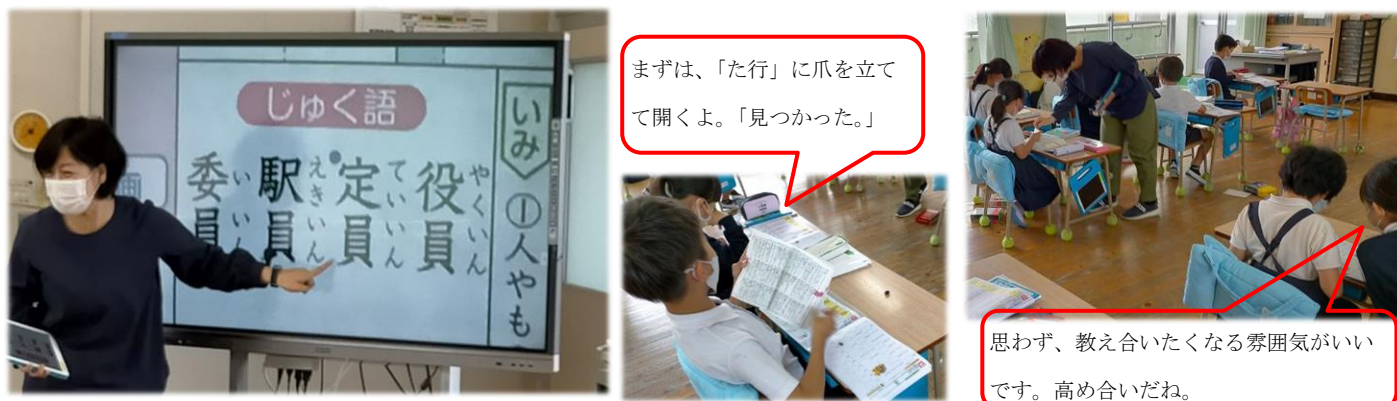 じゅく語
いみ
①人やも
役員
やくいん
定員
ていいん
駅員
えきいん
委員
いいん
画
まずは、「た行」に爪を立て
て開くよ。「見つかった。」
思わず、教え合いたくなる雰囲気がいい
です。高め合いだね。